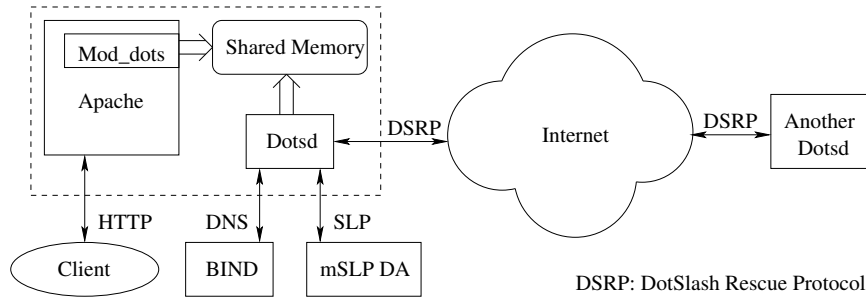 Mod_dots
Shared Memory
Apache
Dotsd
DSRP
Internet
DSRP
Another
Dotsd
HTTP
DNS
SLP
Client
BIND
mSLP DA
DSRP: DotSlash Rescue Protocol